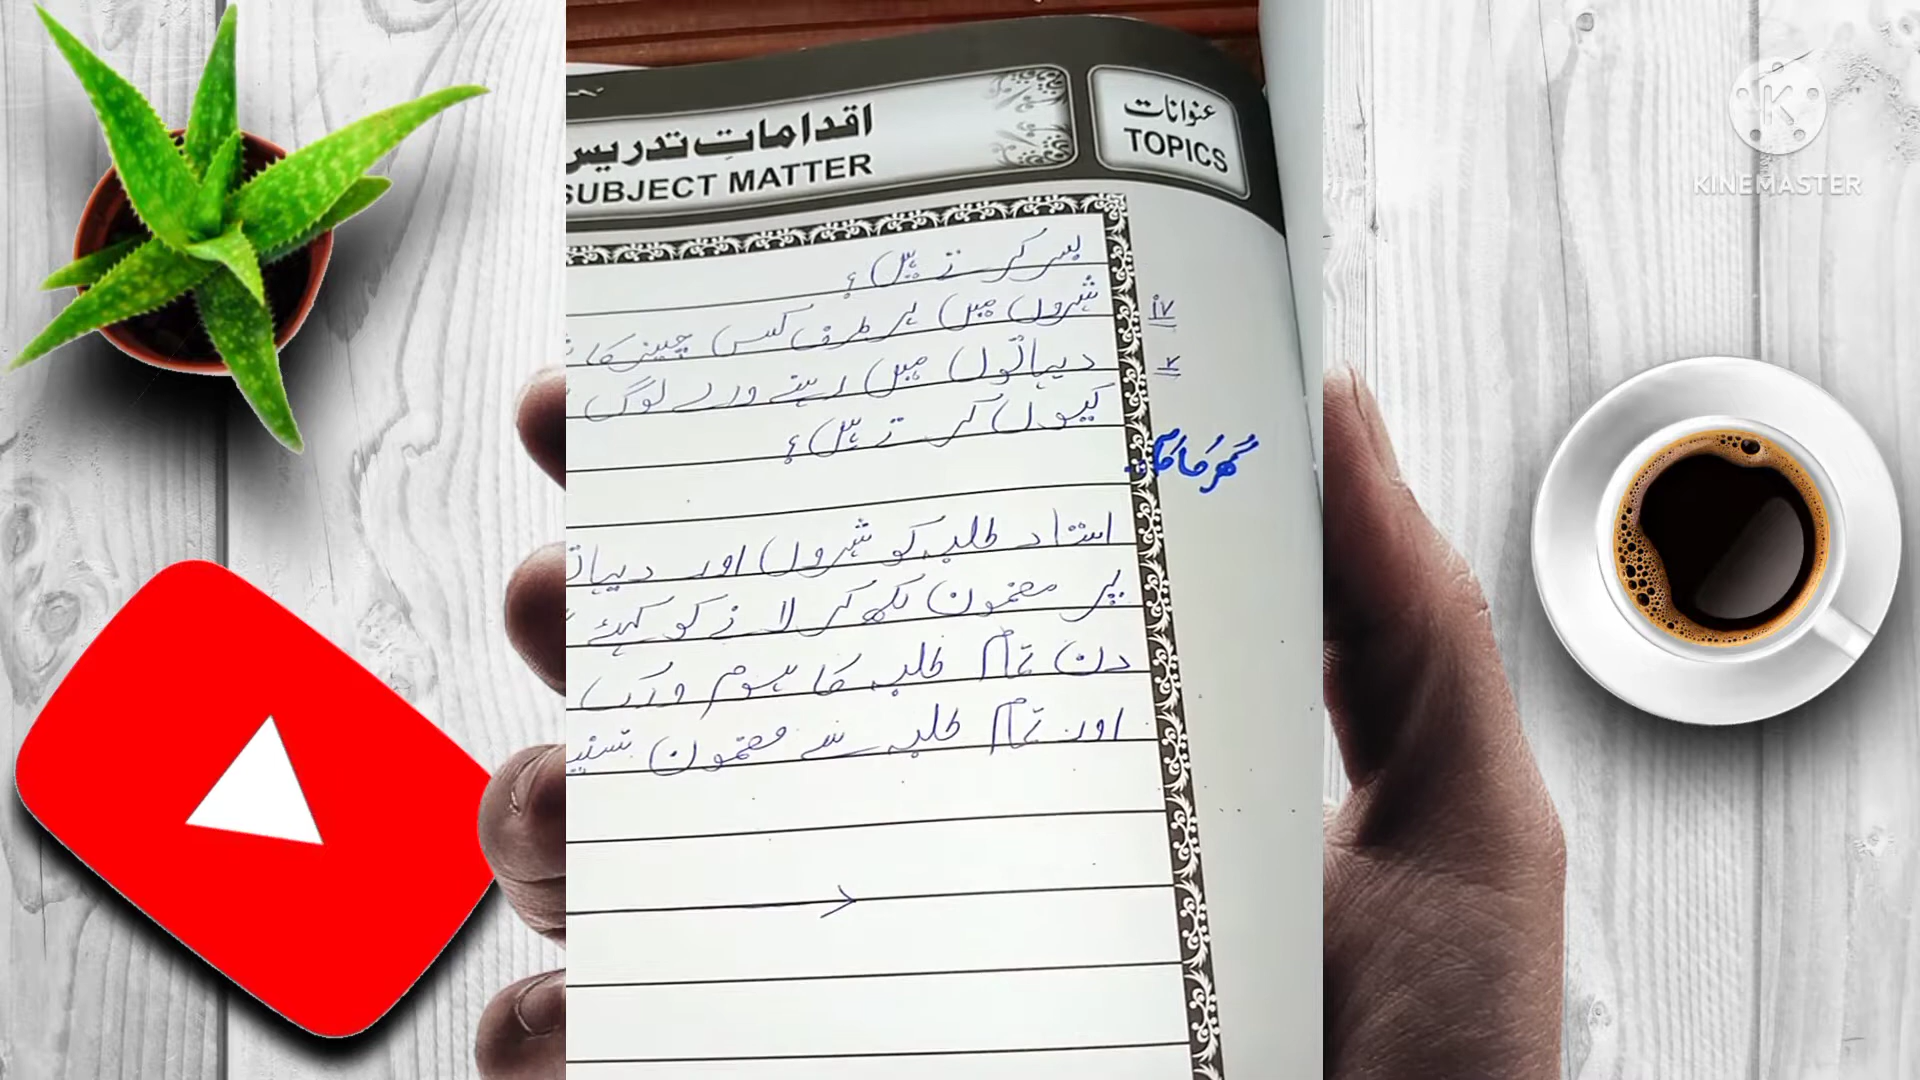 عنوانات
TOPICS
اقداماتِ تدریس
SUBJECT MATTER
بسر کرتے ہیں؟
iv شہروں میں ہر طرف کس چیز کا
v دیہاتوں میں رہنے والے لوگ
کیوں کرتے ہیں؟
گھر کا کام:
استاد طلبہ کو شہروں اور
پر مضمون لکھ کر لانے کو کہے
دن تمام طلبہ کا ہوم ورک
اور تمام طلبہ سے مضمون
KINEMASTER